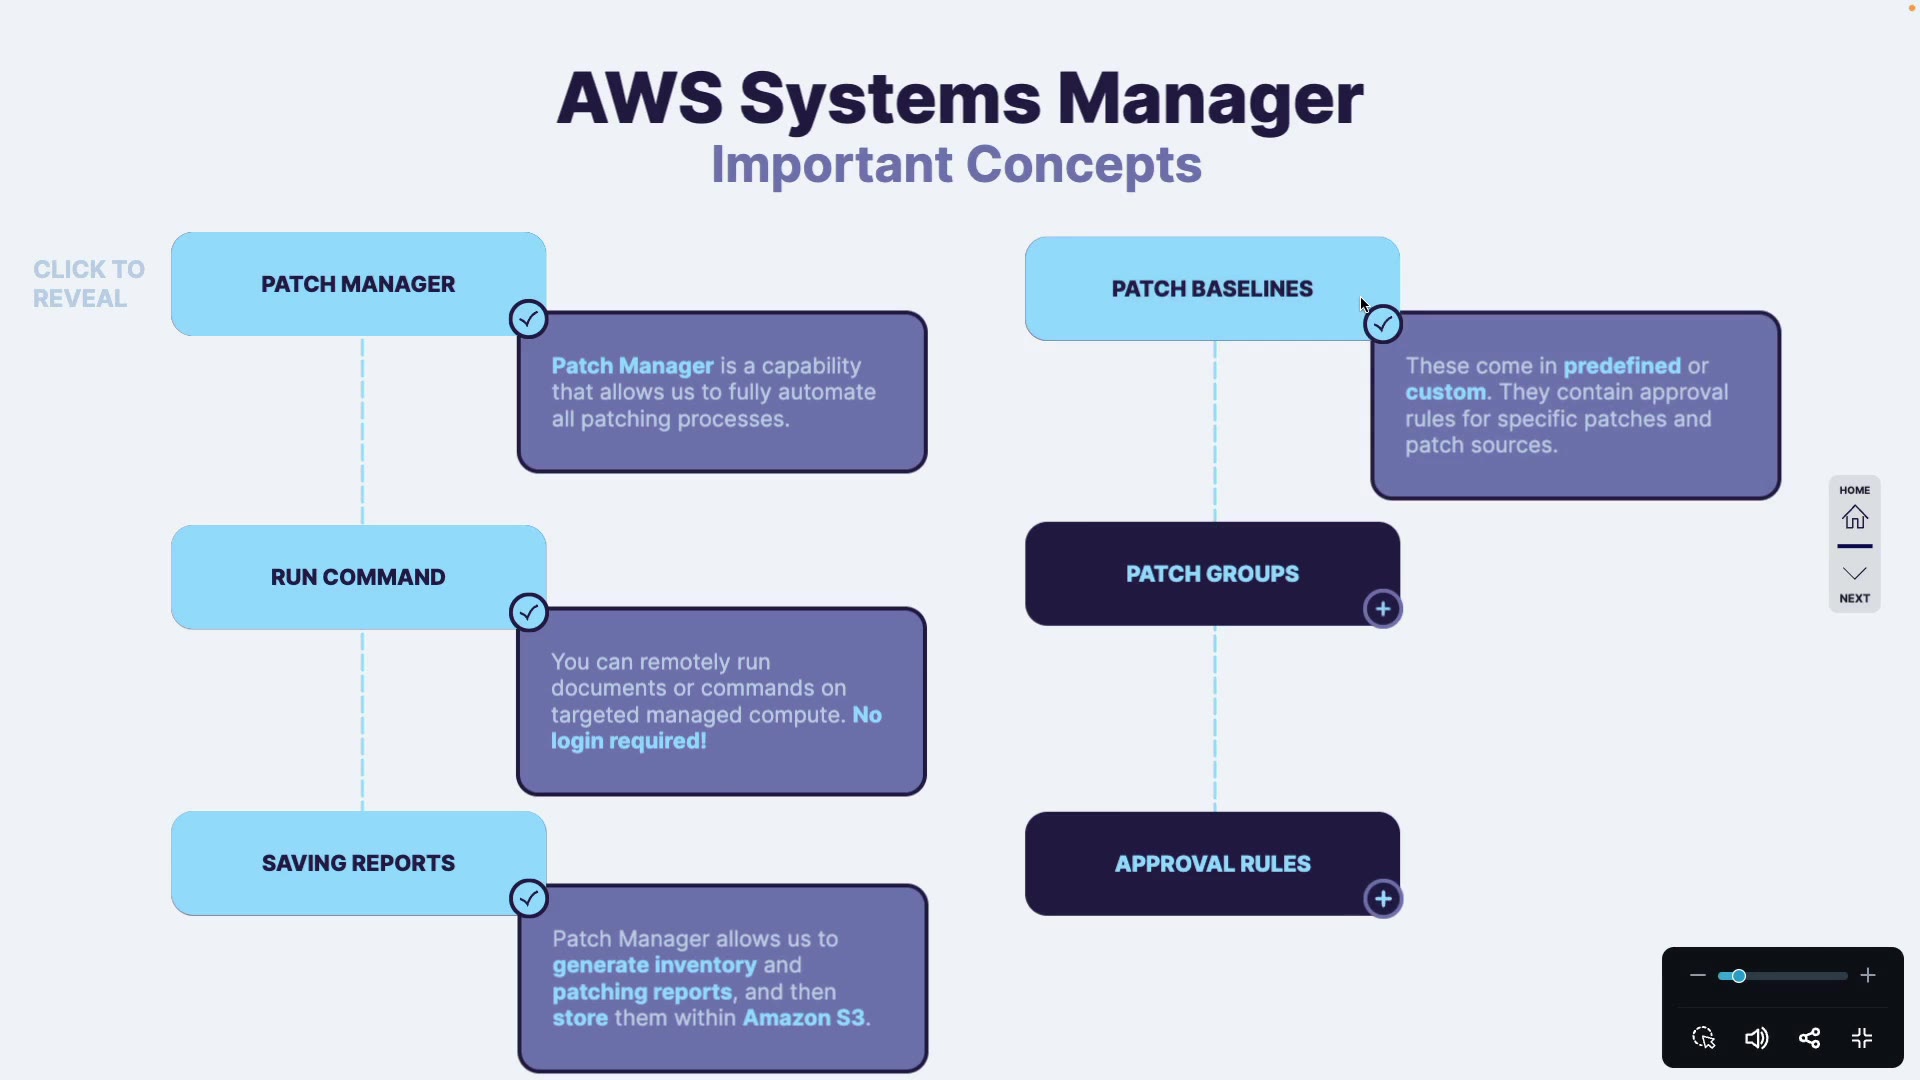 AWS Systems Manager
Important Concepts
CLICK TO
REVEAL
PATCH MANAGER
Patch Manager is a capability
that allows us to fully automate
all patching processes.
RUN COMMAND
You can remotely run
documents or commands on
targeted managed compute. No
login required!
SAVING REPORTS
Patch Manager allows us to
generate inventory and
patching reports, and then
store them within Amazon S3.
PATCH BASELINES
These come in predefined or
custom. They contain approval
rules for specific patches and
patch sources.
PATCH GROUPS
APPROVAL RULES
HOME
NEXT